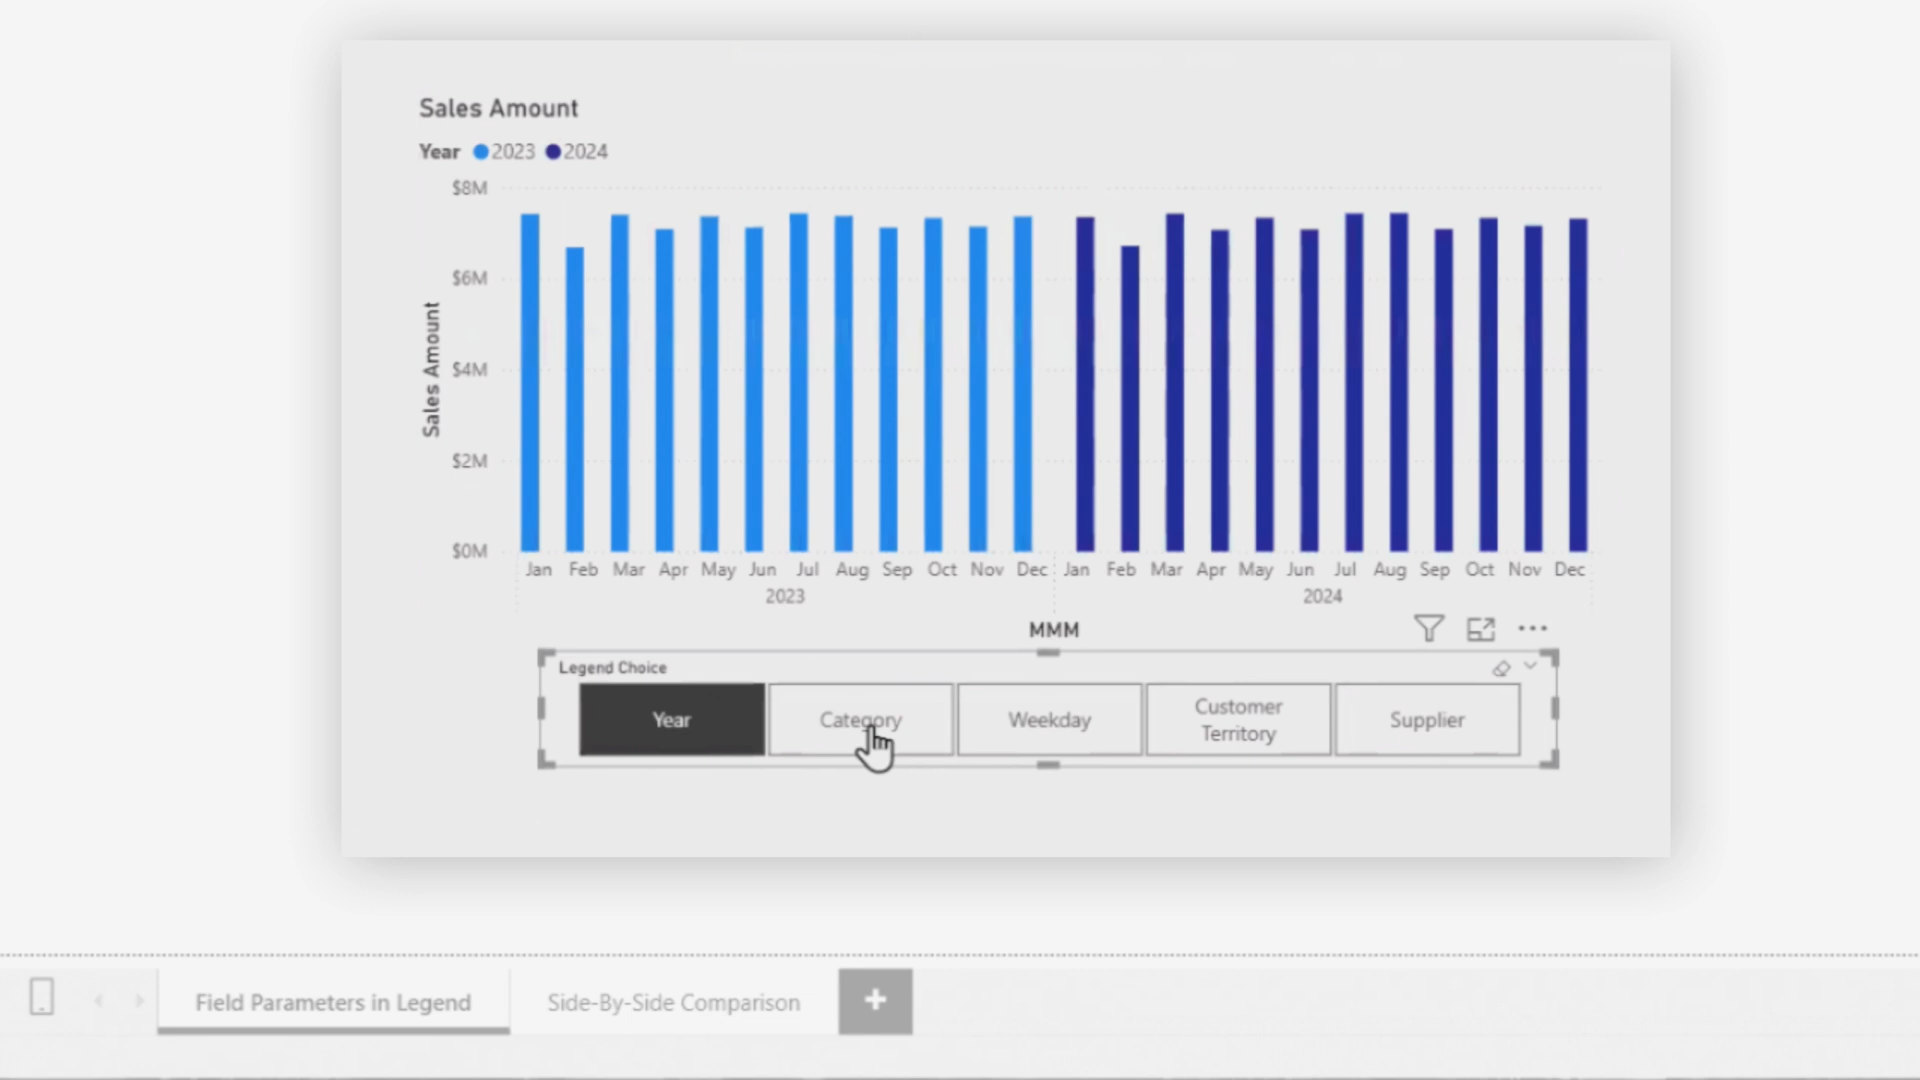 Sales Amount
Year 2023 2024
$8M
$6M
$4M
$2M
$0M
Sales Amount
Jan Feb Mar Apr May Jun Jul Aug Sep Oct Nov Dec Jan Feb Mar Apr May Jun Jul Aug Sep Oct Nov Dec
2023 2024
MMM
Legend Choice
Year Category Weekday Customer Territory Supplier
Field Parameters in Legend Side-By-Side Comparison +